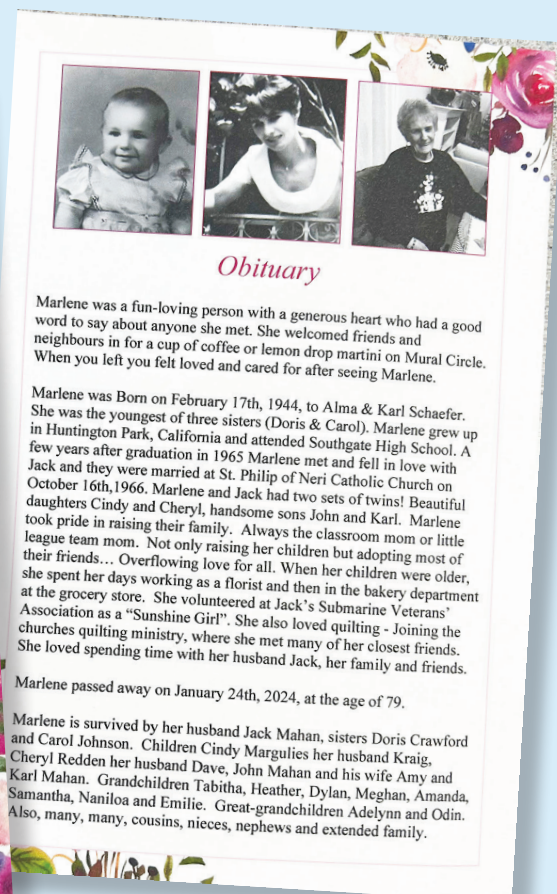 Obituary
Marlene was a fun-loving person with a generous heart who had a good
word to say about anyone she met. She welcomed friends and
neighbours in for a cup of coffee or lemon drop martini on Mural Circle.
When you left you felt loved and cared for after seeing Marlene.
Marlene was Born on February 17th, 1944, to Alma & Karl Schaefer.
She was the youngest of three sisters (Doris & Carol). Marlene grew up
in Huntington Park, California and attended Southgate High School. A
few years after graduation in 1965 Marlene met and fell in love with
Jack and they were married at St. Philip of Neri Catholic Church on
October 16th,1966. Marlene and Jack had two sets of twins! Beautiful
daughters Cindy and Cheryl, handsome sons John and Karl. Marlene
took pride in raising their family. Always the classroom mom or little
league team mom. Not only raising her children but adopting most of
their friends… Overflowing love for all. When her children were older,
she spent her days working as a florist and then in the bakery department
at the grocery store. She volunteered at Jack's Submarine Veterans'
Association as a "Sunshine Girl". She also loved quilting - Joining the
churches quilting ministry, where she met many of her closest friends.
She loved spending time with her husband Jack, her family and friends.
Marlene passed away on January 24th, 2024, at the age of 79.
Marlene is survived by her husband Jack Mahan, sisters Doris Crawford
and Carol Johnson. Children Cindy Margulies her husband Kraig,
Cheryl Redden her husband Dave, John Mahan and his wife Amy and
Karl Mahan. Grandchildren Tabitha, Heather, Dylan, Meghan, Amanda,
Samantha, Naniloa and Emilie. Great-grandchildren Adelynn and Odin.
Also, many, many, cousins, nieces, nephews and extended family.